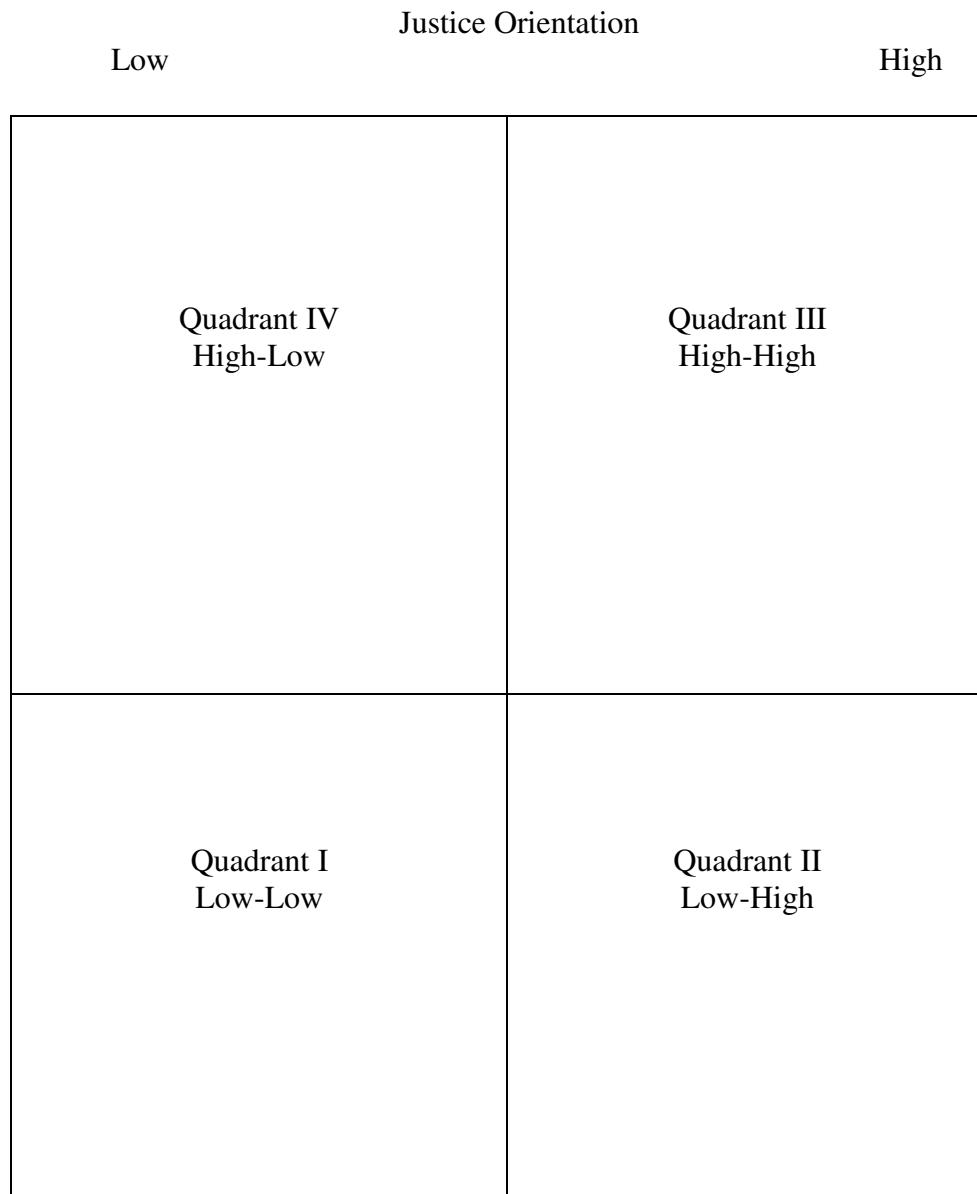 Justice Orientation
Low High
Quadrant IV Quadrant III
High-Low High-High
Quadrant I Quadrant II
Low-Low Low-High